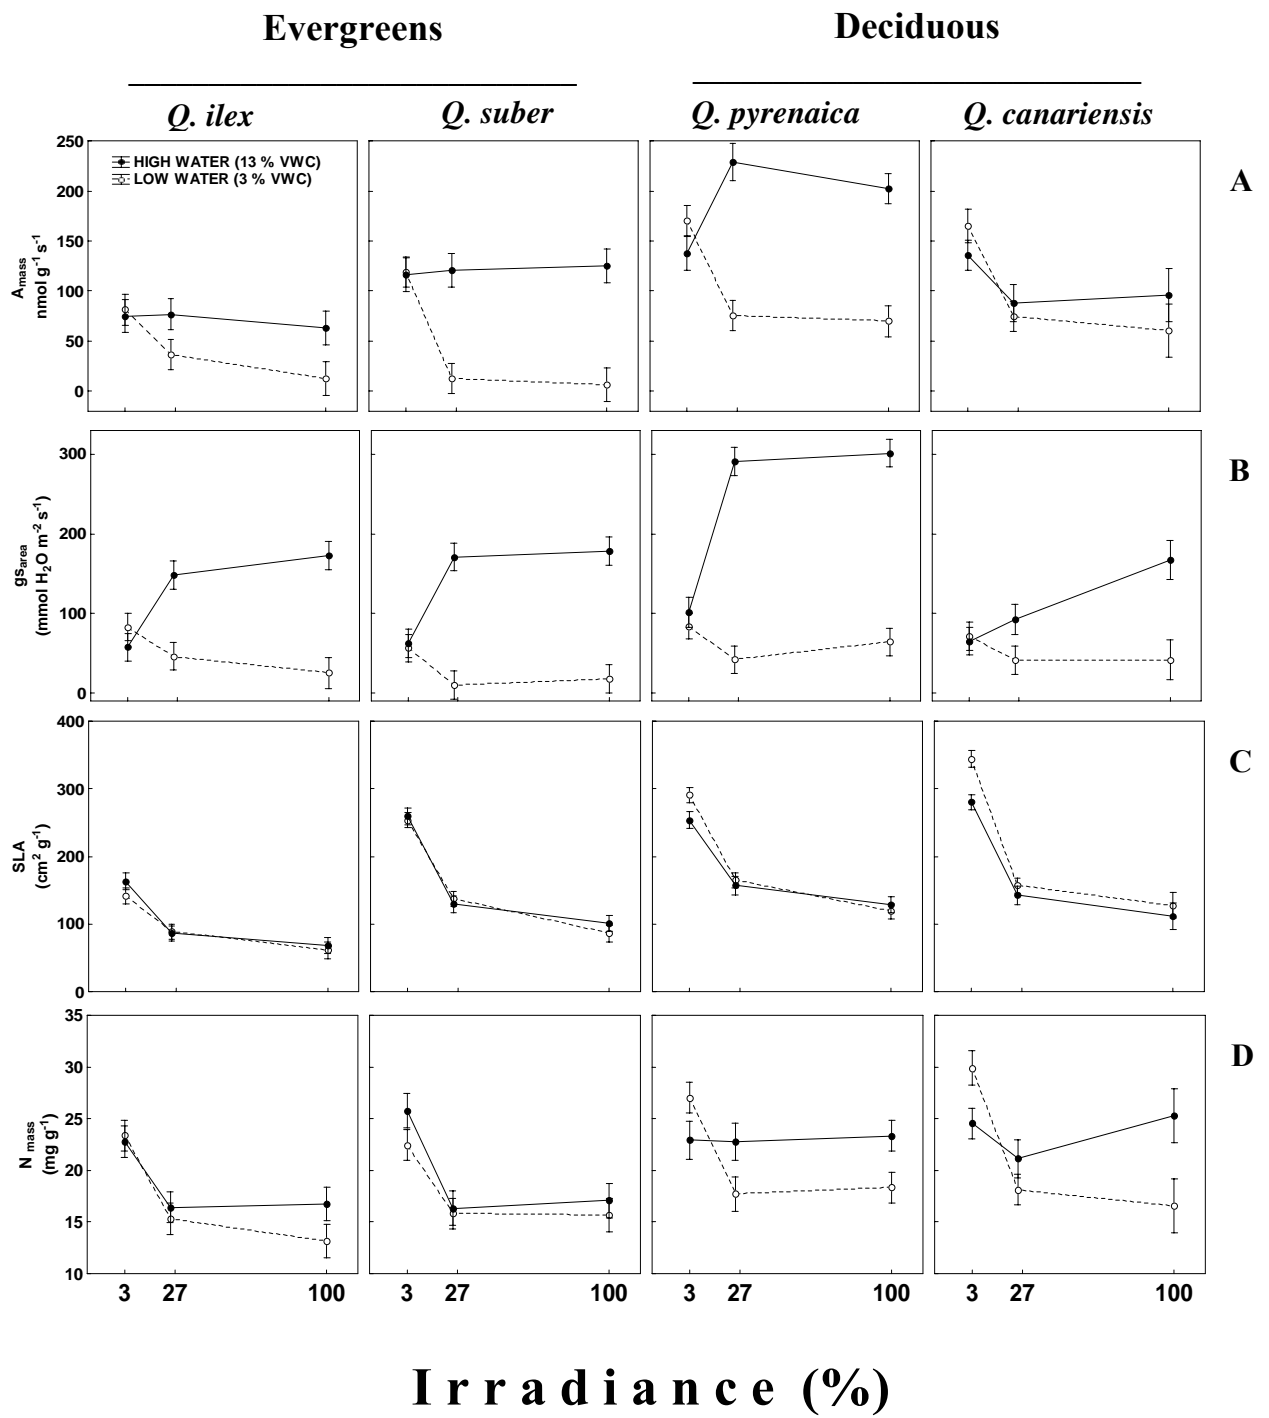 Evergreens Deciduous
Q. ilex Q. suber Q. pyrenaica Q. canariensis
HIGH WATER (13 % VWC)
LOW WATER (3 % VWC)
A
A_mass
nmol g⁻¹ s⁻¹
250
200
150
100
50
0
B
gs_area
(mmol H₂O m⁻² s⁻¹)
300
200
100
0
C
SLA
(cm² g⁻¹)
400
300
200
100
0
D
N mass
(mg g⁻¹)
35
30
25
20
15
10
3 27 100 3 27 100 3 27 100 3 27 100
Irradiance (%)